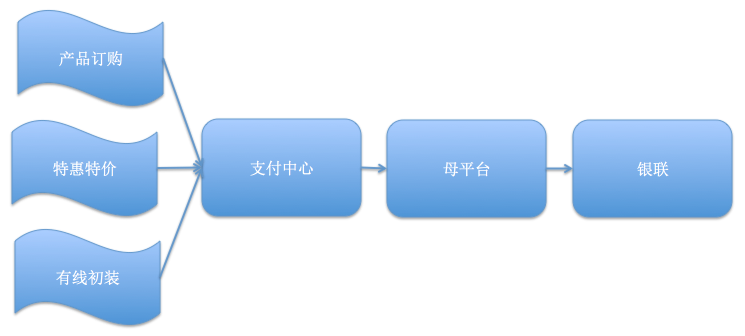 产品订购
特惠特价
有线初装
支付中心
母平台
银联